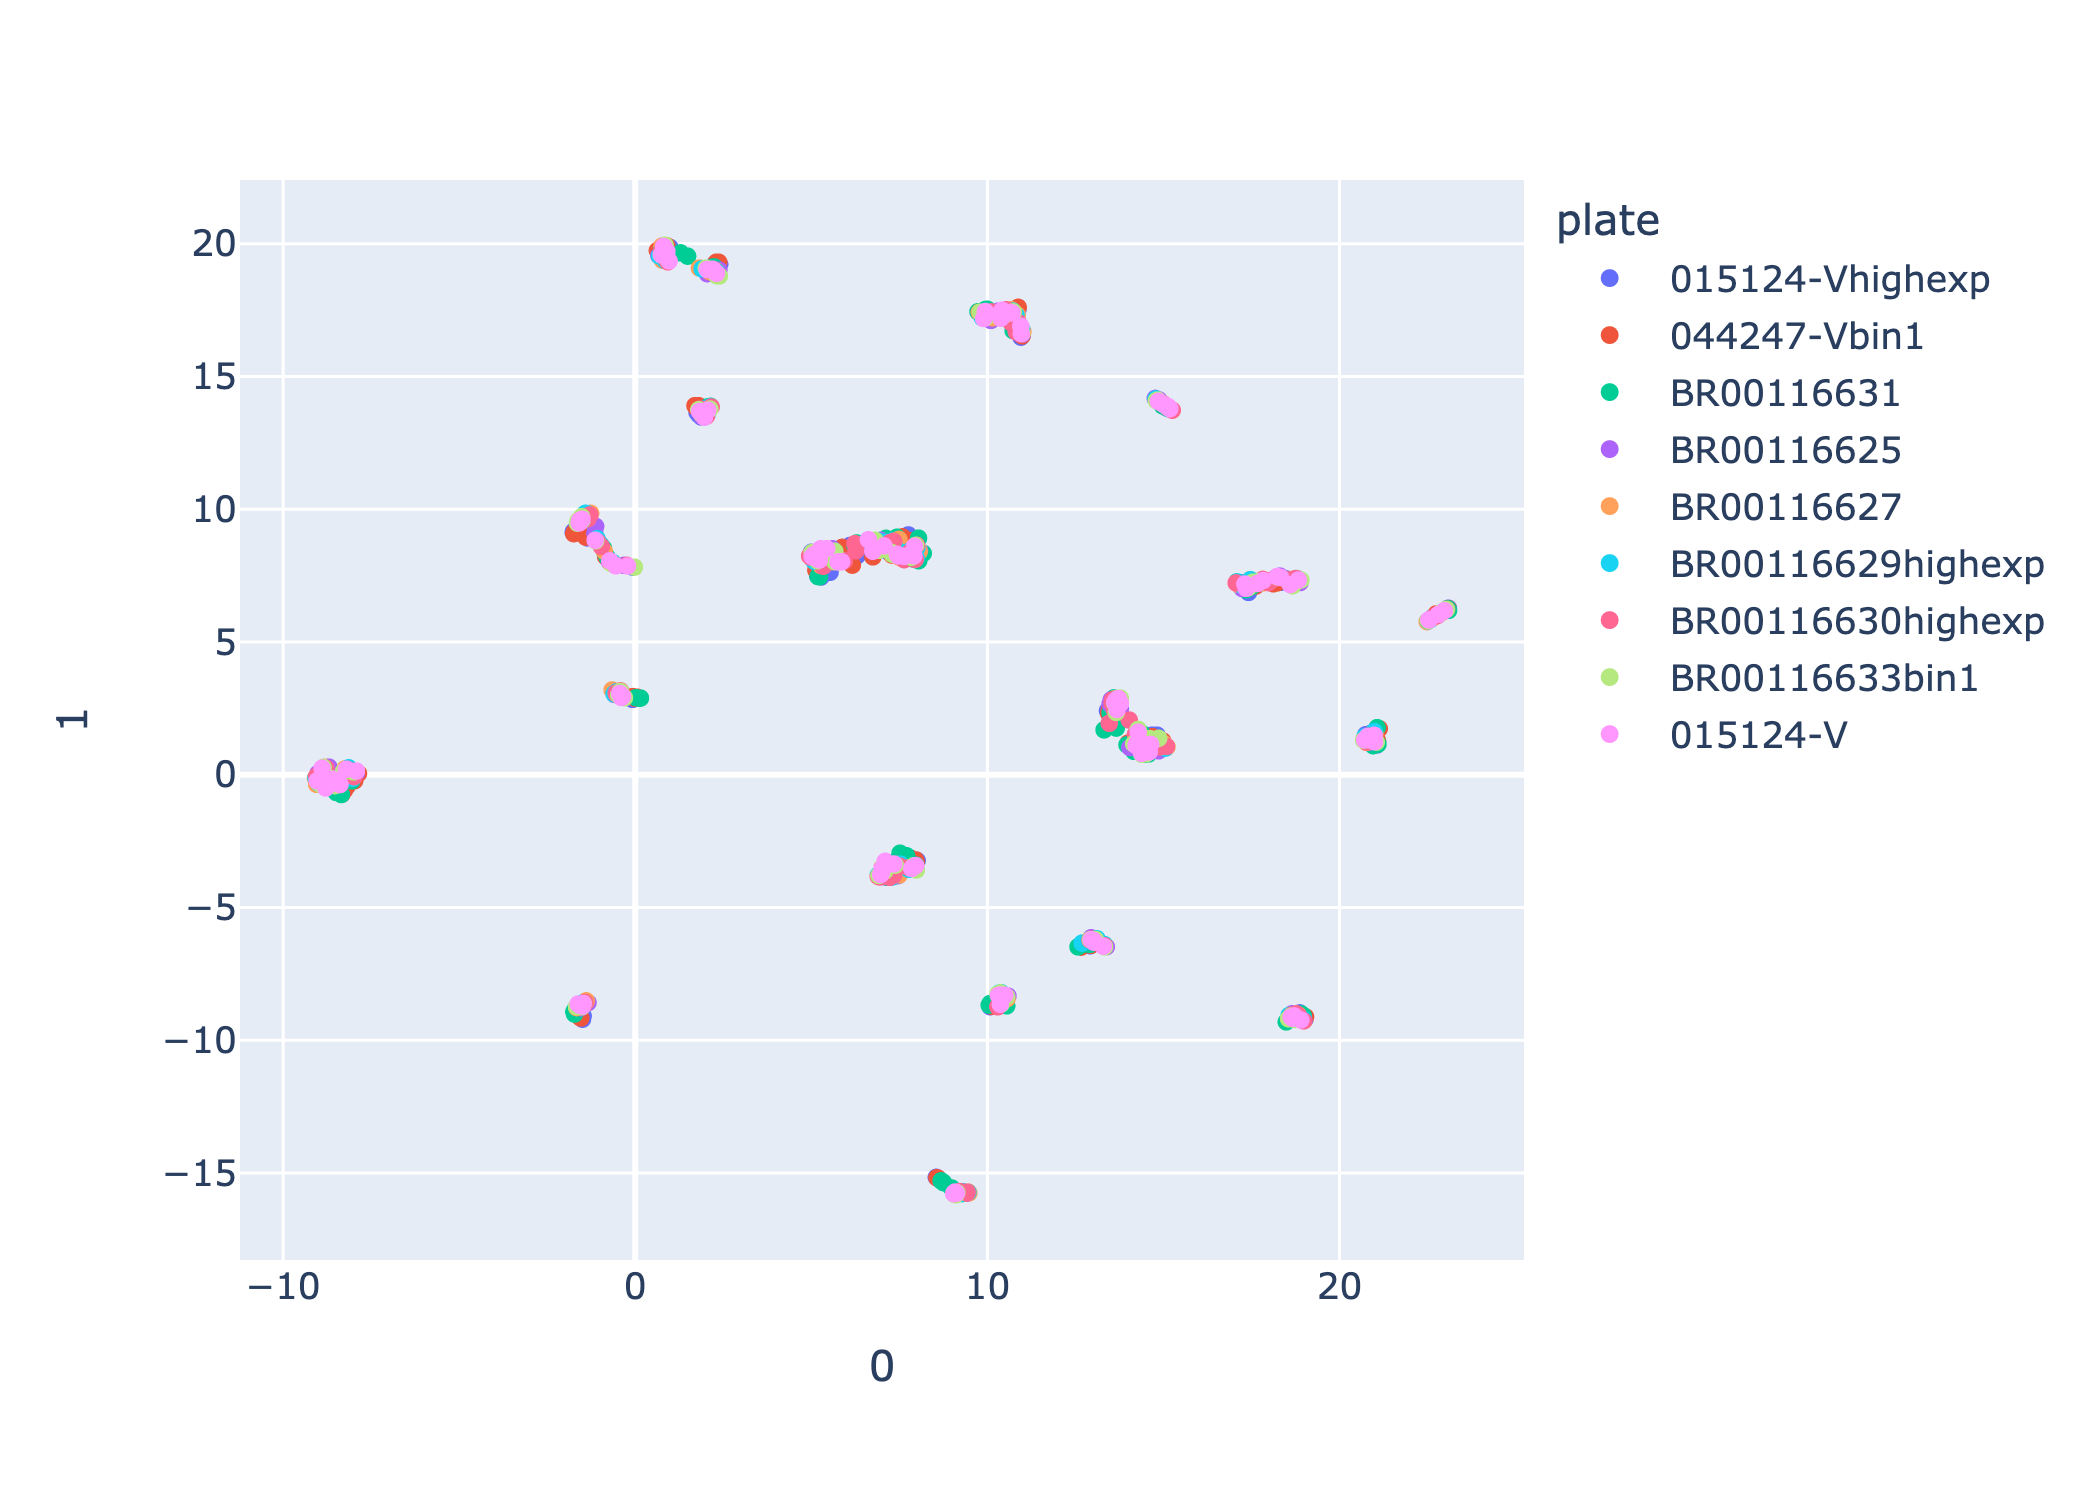 plate
015124-Vhighexp
044247-Vbin1
BR00116631
BR00116625
BR00116627
BR00116629highexp
BR00116630highexp
BR00116633bin1
015124-V
20
15
10
5
0
−5
−10
−15
1
−10 0 10 20
0